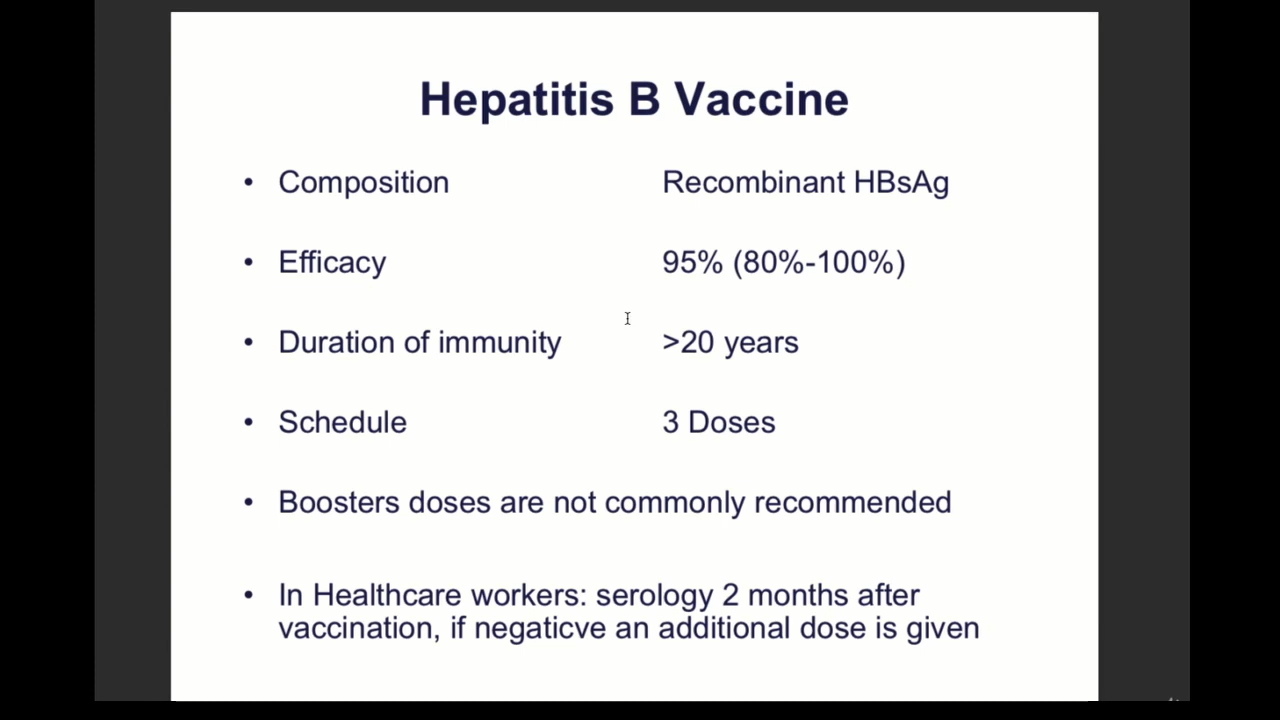 Hepatitis B Vaccine
• Composition Recombinant HBsAg
• Efficacy 95% (80%-100%)
• Duration of immunity >20 years
• Schedule 3 Doses
• Boosters doses are not commonly recommended
• In Healthcare workers: serology 2 months after
vaccination, if negaticve an additional dose is given